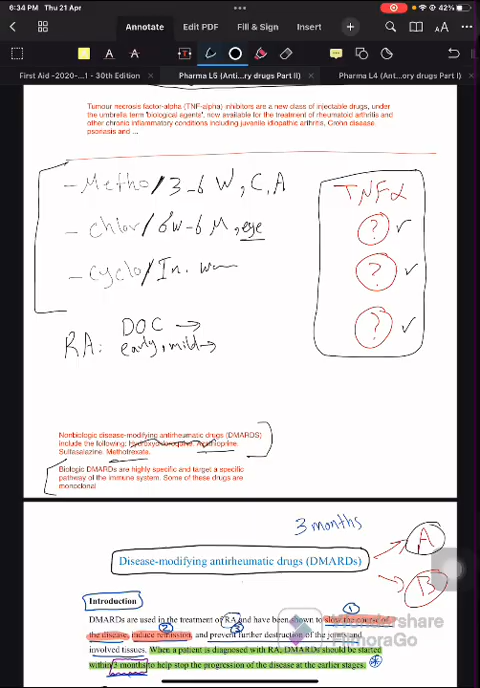 6:34 PM Thu 21 Apr
42%
Annotate Edit PDF Fill & Sign Insert
First Aid -2020-...1 - 30th Edition
Pharma L5 (Anti...ry drugs Part II)
Pharma L4 (Anti...ory drugs Part I)
Tumour necrosis factor-alpha (TNF-alpha) inhibitors are a new class of injectable drugs, under
the umbrella term 'biological agents', now available for the treatment of rheumatoid arthritis and
other chronic inflammatory conditions including juvenile idiopathic arthritis, Crohn disease
psoriasis and ...
- Metho/3-6 W, C, A
- Chlor/6w-6 M, eye
- Cyclo/In.
TNFα
?
?
?
RA: DOC →
early, mild →
Nonbiologic disease-modifying antirheumatic drugs (DMARDS)
include the following: Hydroxychloroquine, Azathioprine
Sulfasalazine, Methotrexate.
Biologic DMARDs are highly specific and target a specific
pathway of the immune system. Some of these drugs are
monoclonal
3 months
Disease-modifying antirheumatic drugs (DMARDs)
A
B
Introduction
1
DMARDs are used in the treatment of RA and have been shown to slow the course of
2
3
the disease, induce remission, and prevent further destruction of the joints and
involved tissues. When a patient is diagnosed with RA, DMARDs should be started
within 3 months to help stop the progression of the disease at the earlier stages.
Wondershare
FilmoraGo